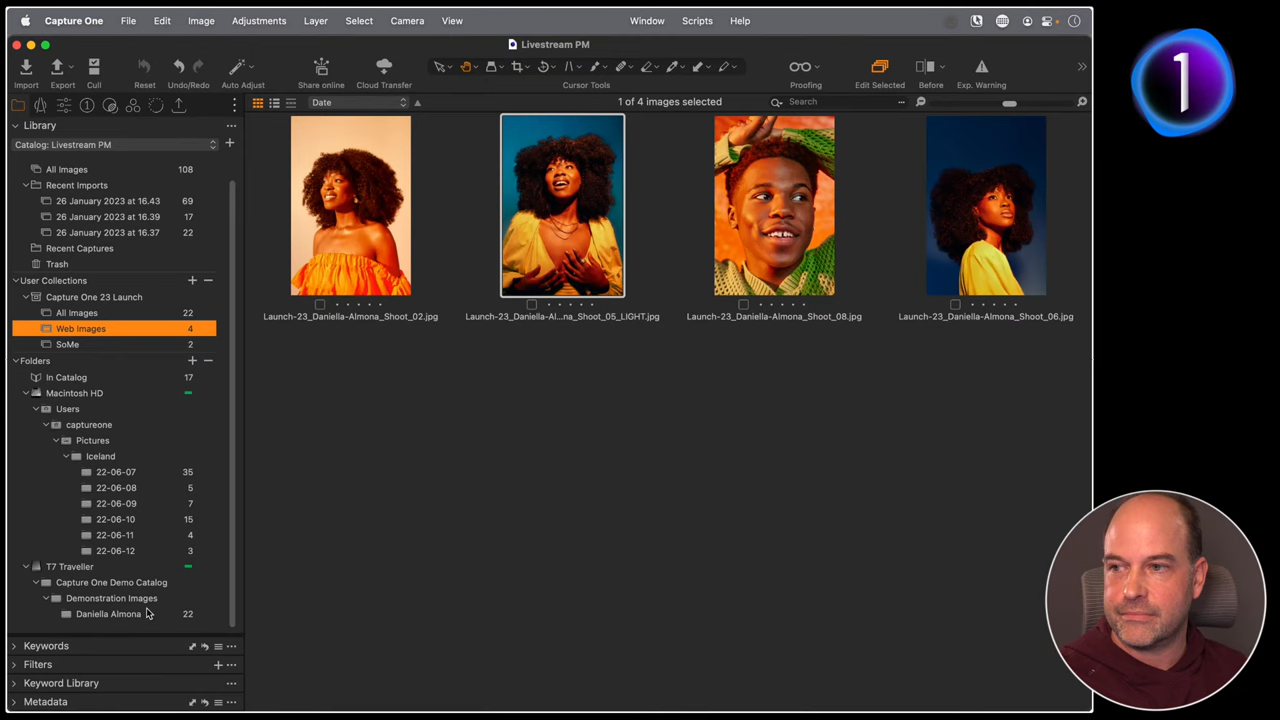 Capture One File Edit Image Adjustments Layer Select Camera View Window Scripts Help
Livestream PM
Import Export Cull Reset Undo/Redo Auto Adjust Share online Cloud Transfer Cursor Tools Proofing Edit Selected Before Exp. Warning
Library
Date
1 of 4 images selected
Search
Catalog: Livestream PM
All Images 108
Recent Imports
26 January 2023 at 16.43 69
26 January 2023 at 16.39 17
26 January 2023 at 16.37 22
Recent Captures
Trash
User Collections
Capture One 23 Launch
All Images 22
Web Images 4
SoMe 2
Folders
In Catalog 17
Macintosh HD
Users
captureone
Pictures
Iceland
22-06-07 35
22-06-08 5
22-06-09 7
22-06-10 15
22-06-11 4
22-06-12 3
T7 Traveller
Capture One Demo Catalog
Demonstration Images
Daniella Almona 22
Keywords
Filters
Keyword Library
Metadata
Launch-23_Daniella-Almona_Shoot_02.jpg
Launch-23_Daniella-Al...na_Shoot_05_LIGHT.jpg
Launch-23_Daniella-Almona_Shoot_08.jpg
Launch-23_Daniella-Almona_Shoot_06.jpg
1